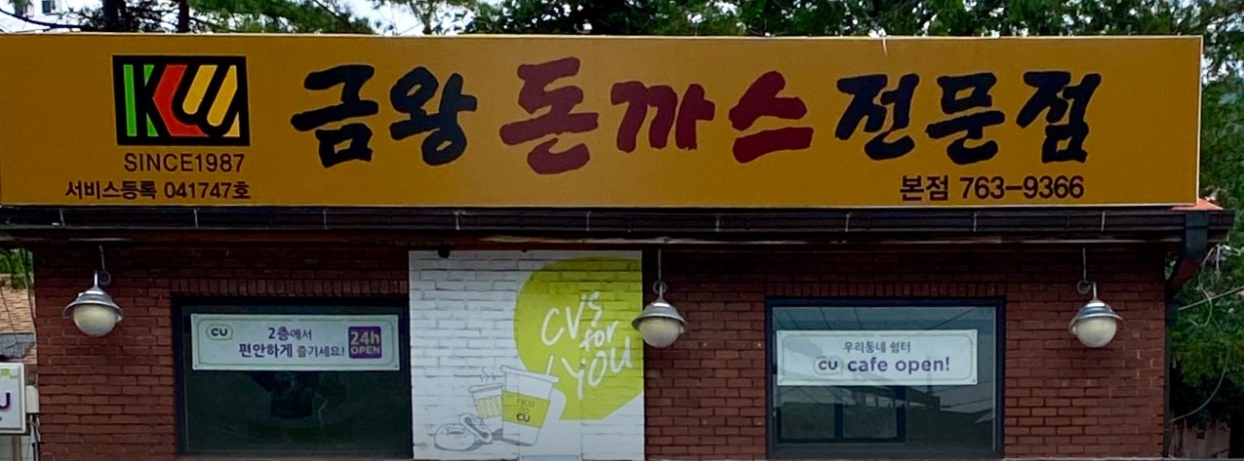 KW
SINCE1987
서비스등록 041747호
금왕 돈까스 전문점
본점 763-9366
CU
2층에서
편안하게 즐기세요!
24h
OPEN
CVS
for
YOU
CU
우리동네 쉼터
CU cafe open!
U